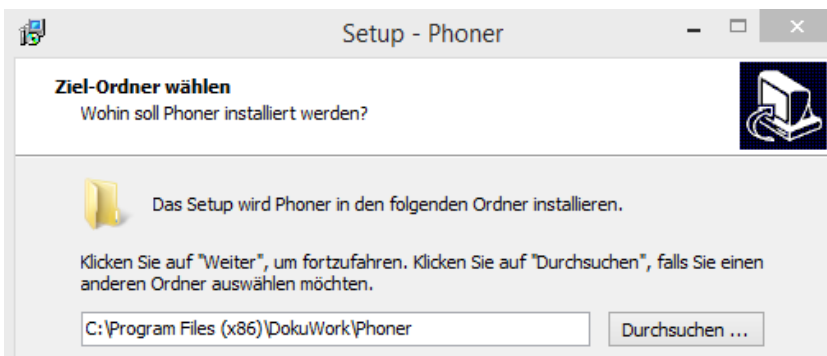 Setup - Phoner
Ziel-Ordner wählen
Wohin soll Phoner installiert werden?
Das Setup wird Phoner in den folgenden Ordner installieren.
Klicken Sie auf "Weiter", um fortzufahren. Klicken Sie auf "Durchsuchen", falls Sie einen
anderen Ordner auswählen möchten.
C:\Program Files (x86)\DokuWork\Phoner
Durchsuchen ...